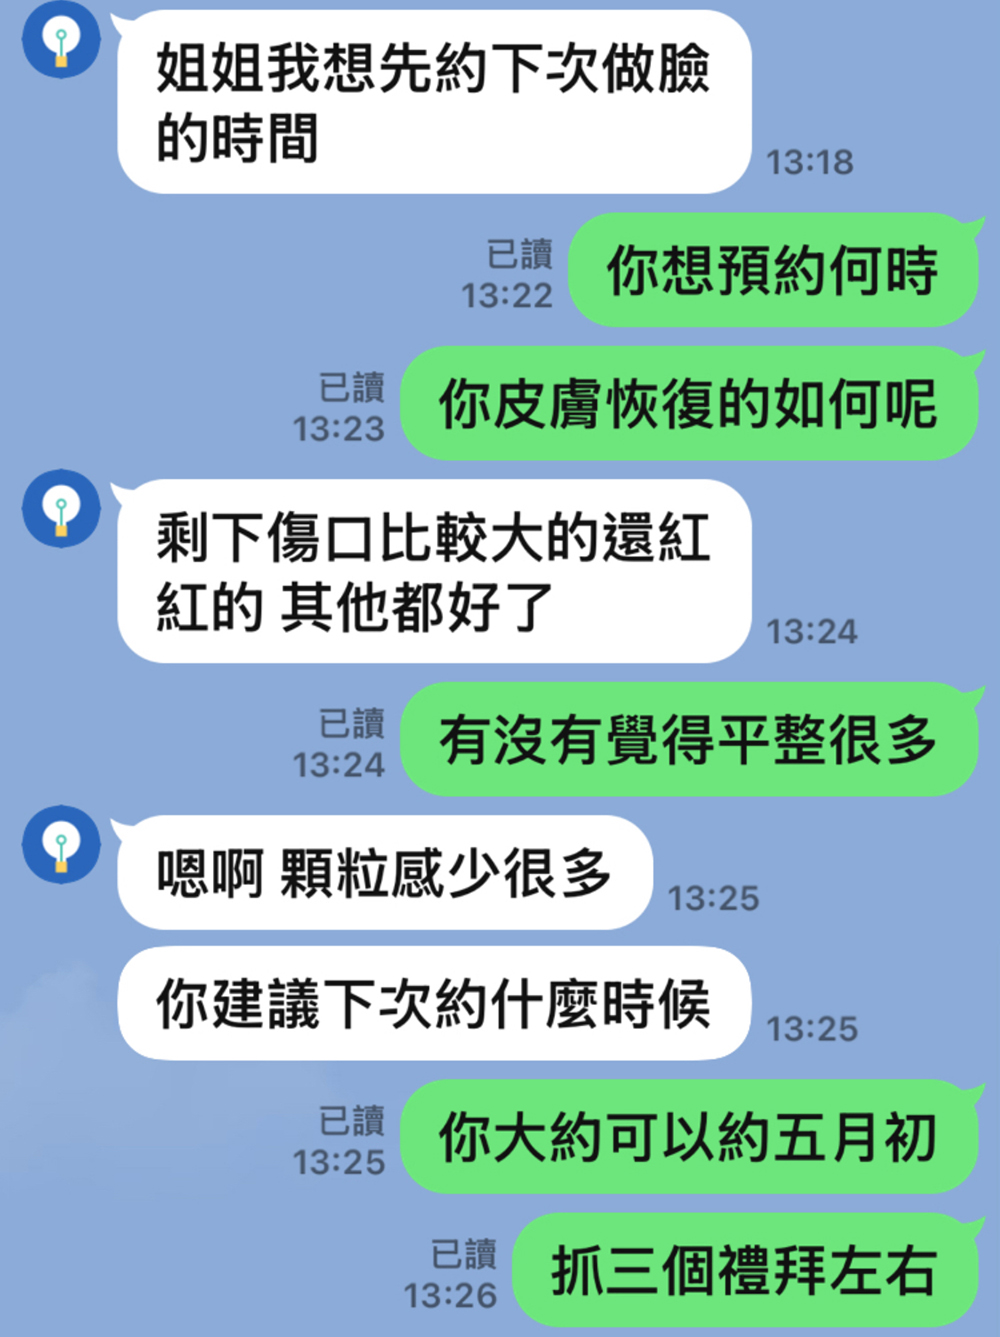 姐姐我想先約下次做臉
的時間
13:18
已讀
13:22
你想預約何時
已讀
13:23
你皮膚恢復的如何呢
剩下傷口比較大的還紅
紅的 其他都好了
13:24
已讀
13:24
有沒有覺得平整很多
嗯啊 顆粒感少很多
13:25
你建議下次約什麼時候
13:25
已讀
13:25
你大約可以約五月初
已讀
13:26
抓三個禮拜左右